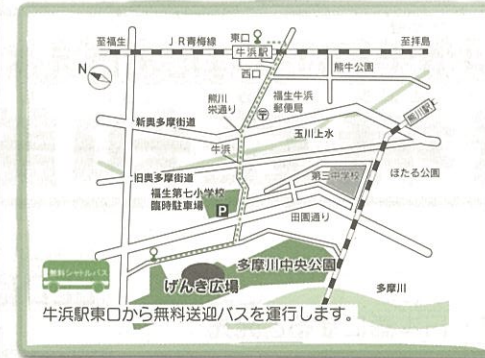 至福生
JR青梅線
東口
牛浜駅
西口
至拝島
N
熊牛公園
熊川
栄通り
福生牛浜
郵便局
熊川駅
新奥多摩街道
玉川上水
牛浜
旧奥多摩街道
第三中学校
ほたる公園
福生第七小学校
臨時駐車場
P
田園通り
多摩川中央公園
無料シャトルバス
げんき広場
多摩川
牛浜駅東口から無料送迎バスを運行します。